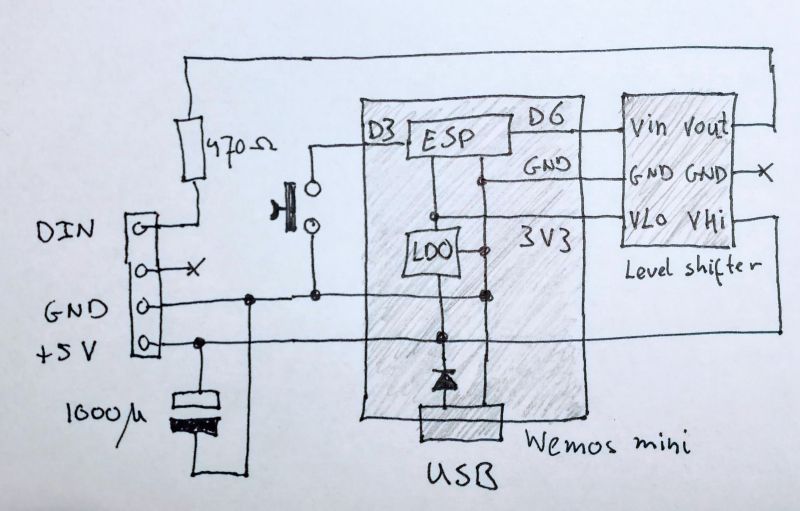 470Ω
D3
ESP
D6
Vin Vout
GND
GND GND
DIN
VLo VHi
3V3
LDO
Level shifter
GND
+5V
1000µ
Wemos mini
USB